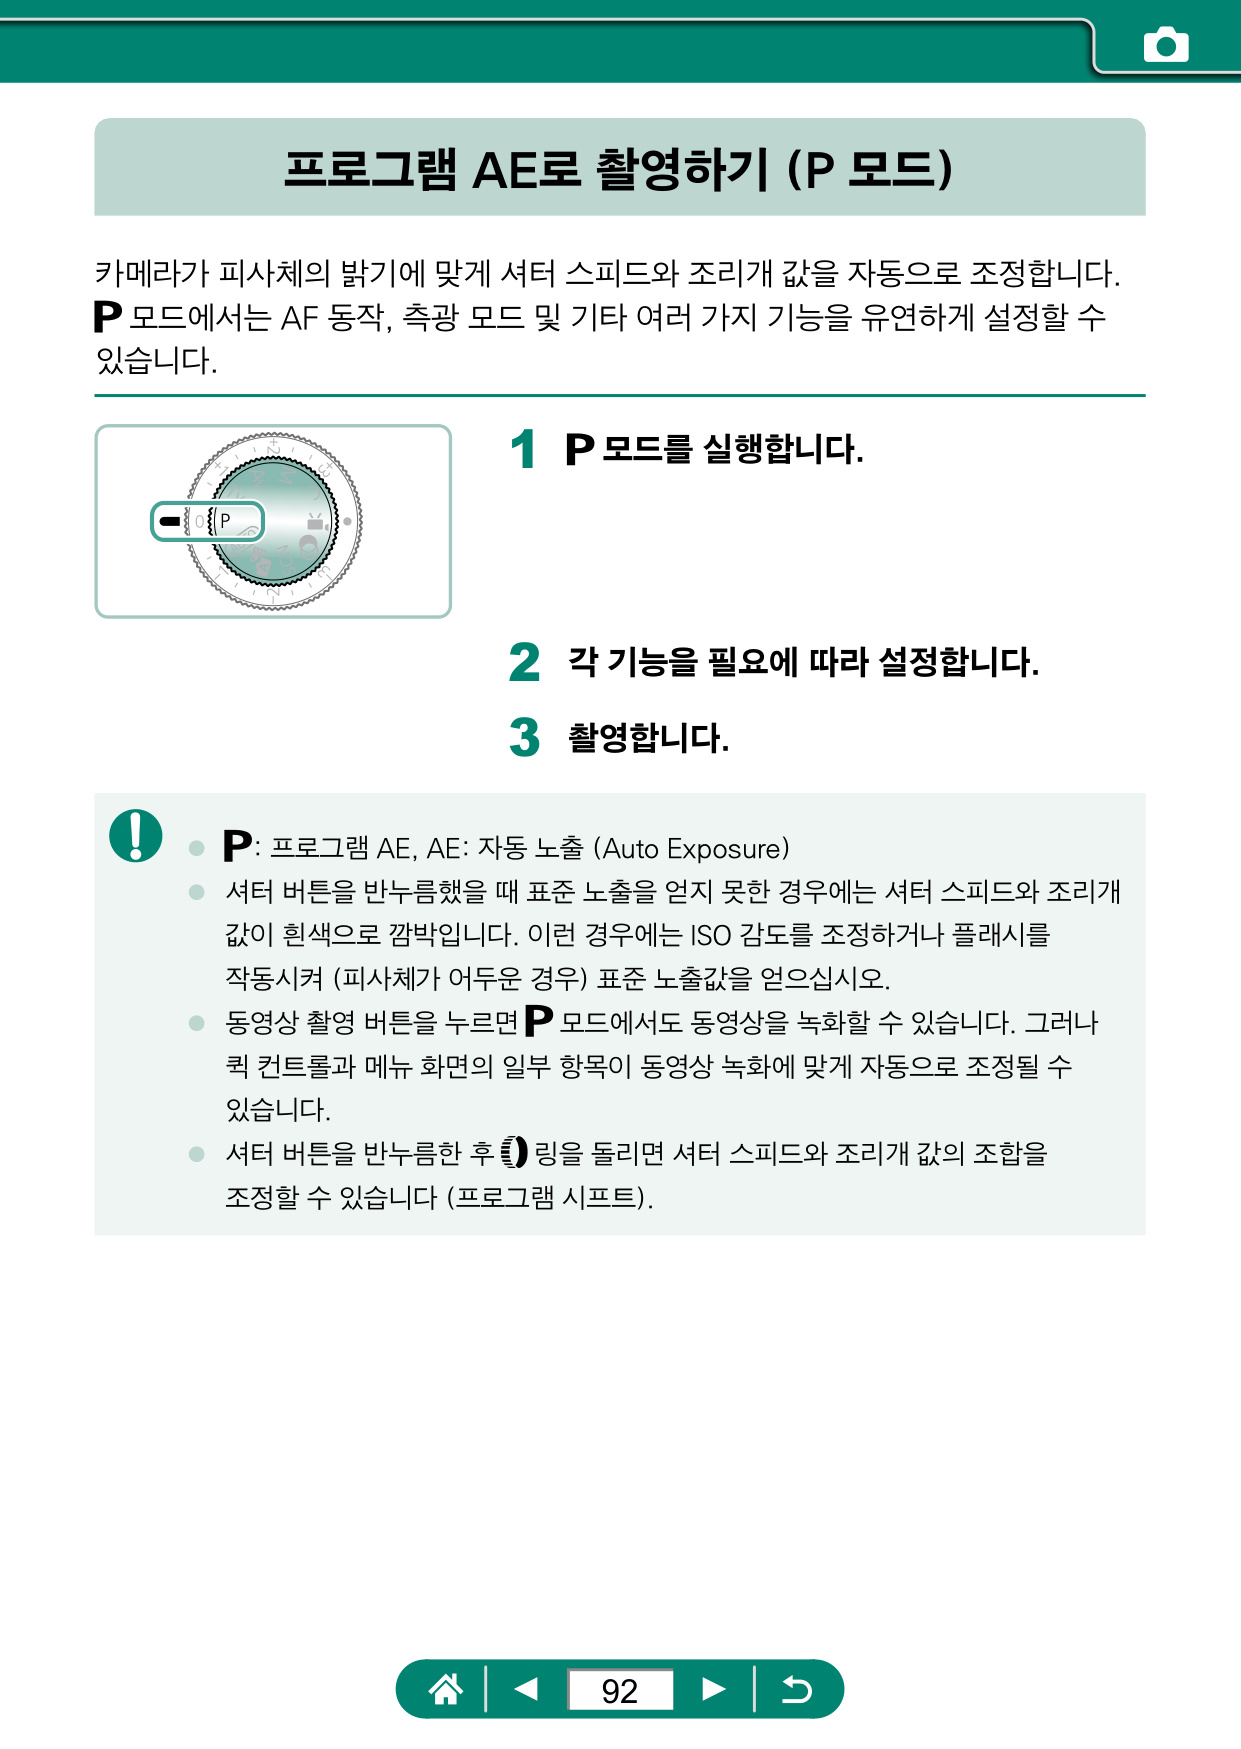 프로그램 AE로 촬영하기 (P 모드)
카메라가 피사체의 밝기에 맞게 셔터 스피드와 조리개 값을 자동으로 조정합니다.
P 모드에서는 AF 동작, 측광 모드 및 기타 여러 가지 기능을 유연하게 설정할 수
있습니다.
0 P
1 P 모드를 실행합니다.
2 각 기능을 필요에 따라 설정합니다.
3 촬영합니다.
P: 프로그램 AE, AE: 자동 노출 (Auto Exposure)
셔터 버튼을 반누름했을 때 표준 노출을 얻지 못한 경우에는 셔터 스피드와 조리개
값이 흰색으로 깜박입니다. 이런 경우에는 ISO 감도를 조정하거나 플래시를
작동시켜 (피사체가 어두운 경우) 표준 노출값을 얻으십시오.
동영상 촬영 버튼을 누르면 P 모드에서도 동영상을 녹화할 수 있습니다. 그러나
퀵 컨트롤과 메뉴 화면의 일부 항목이 동영상 녹화에 맞게 자동으로 조정될 수
있습니다.
셔터 버튼을 반누름한 후 링을 돌리면 셔터 스피드와 조리개 값의 조합을
조정할 수 있습니다 (프로그램 시프트).
92